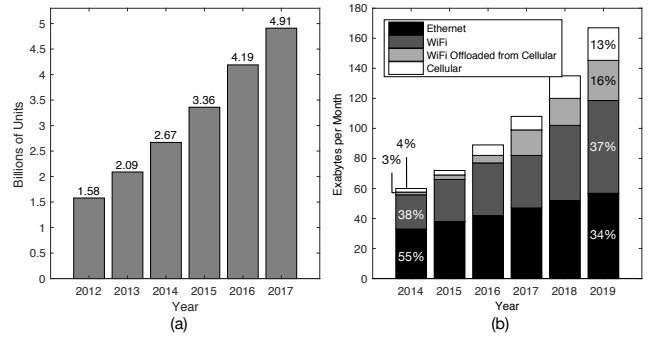 5
4.5
4
3.5
3
2.5
2
1.5
1
0.5
0
Billions of Units
1.58
2.09
2.67
3.36
4.19
4.91
2012 2013 2014 2015 2016 2017
Year
(a)
180
160
140
120
100
80
60
40
20
0
Exabytes per Month
Ethernet
WiFi
WiFi Offloaded from Cellular
Cellular
4%
3%
38%
55%
13%
16%
37%
34%
2014 2015 2016 2017 2018 2019
Year
(b)